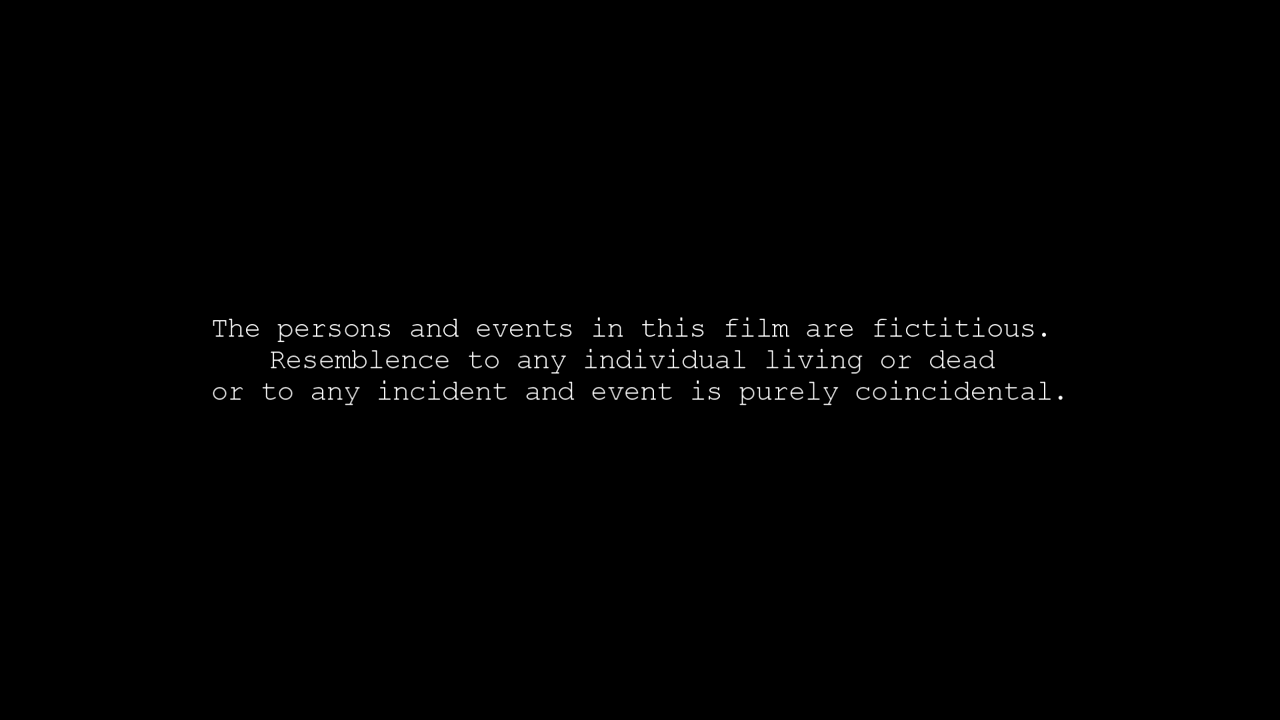 The persons and events in this film are fictitious.
Resemblence to any individual living or dead
or to any incident and event is purely coincidental.